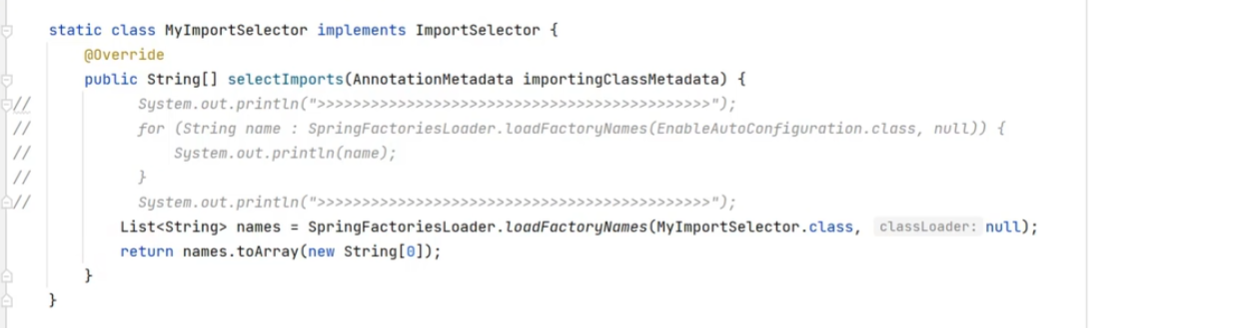 static class MyImportSelector implements ImportSelector {
@Override
public String[] selectImports(AnnotationMetadata importingClassMetadata) {
// System.out.println(">>>>>>>>>>>>>>>>>>>>>>>>>>>>>>>>>>>>>>>>>>>>");
// for (String name : SpringFactoriesLoader.loadFactoryNames(EnableAutoConfiguration.class, null)) {
// System.out.println(name);
// }
// System.out.println(">>>>>>>>>>>>>>>>>>>>>>>>>>>>>>>>>>>>>>>>>>>>");
List<String> names = SpringFactoriesLoader.loadFactoryNames(MyImportSelector.class, classLoader: null);
return names.toArray(new String[0]);
}
}